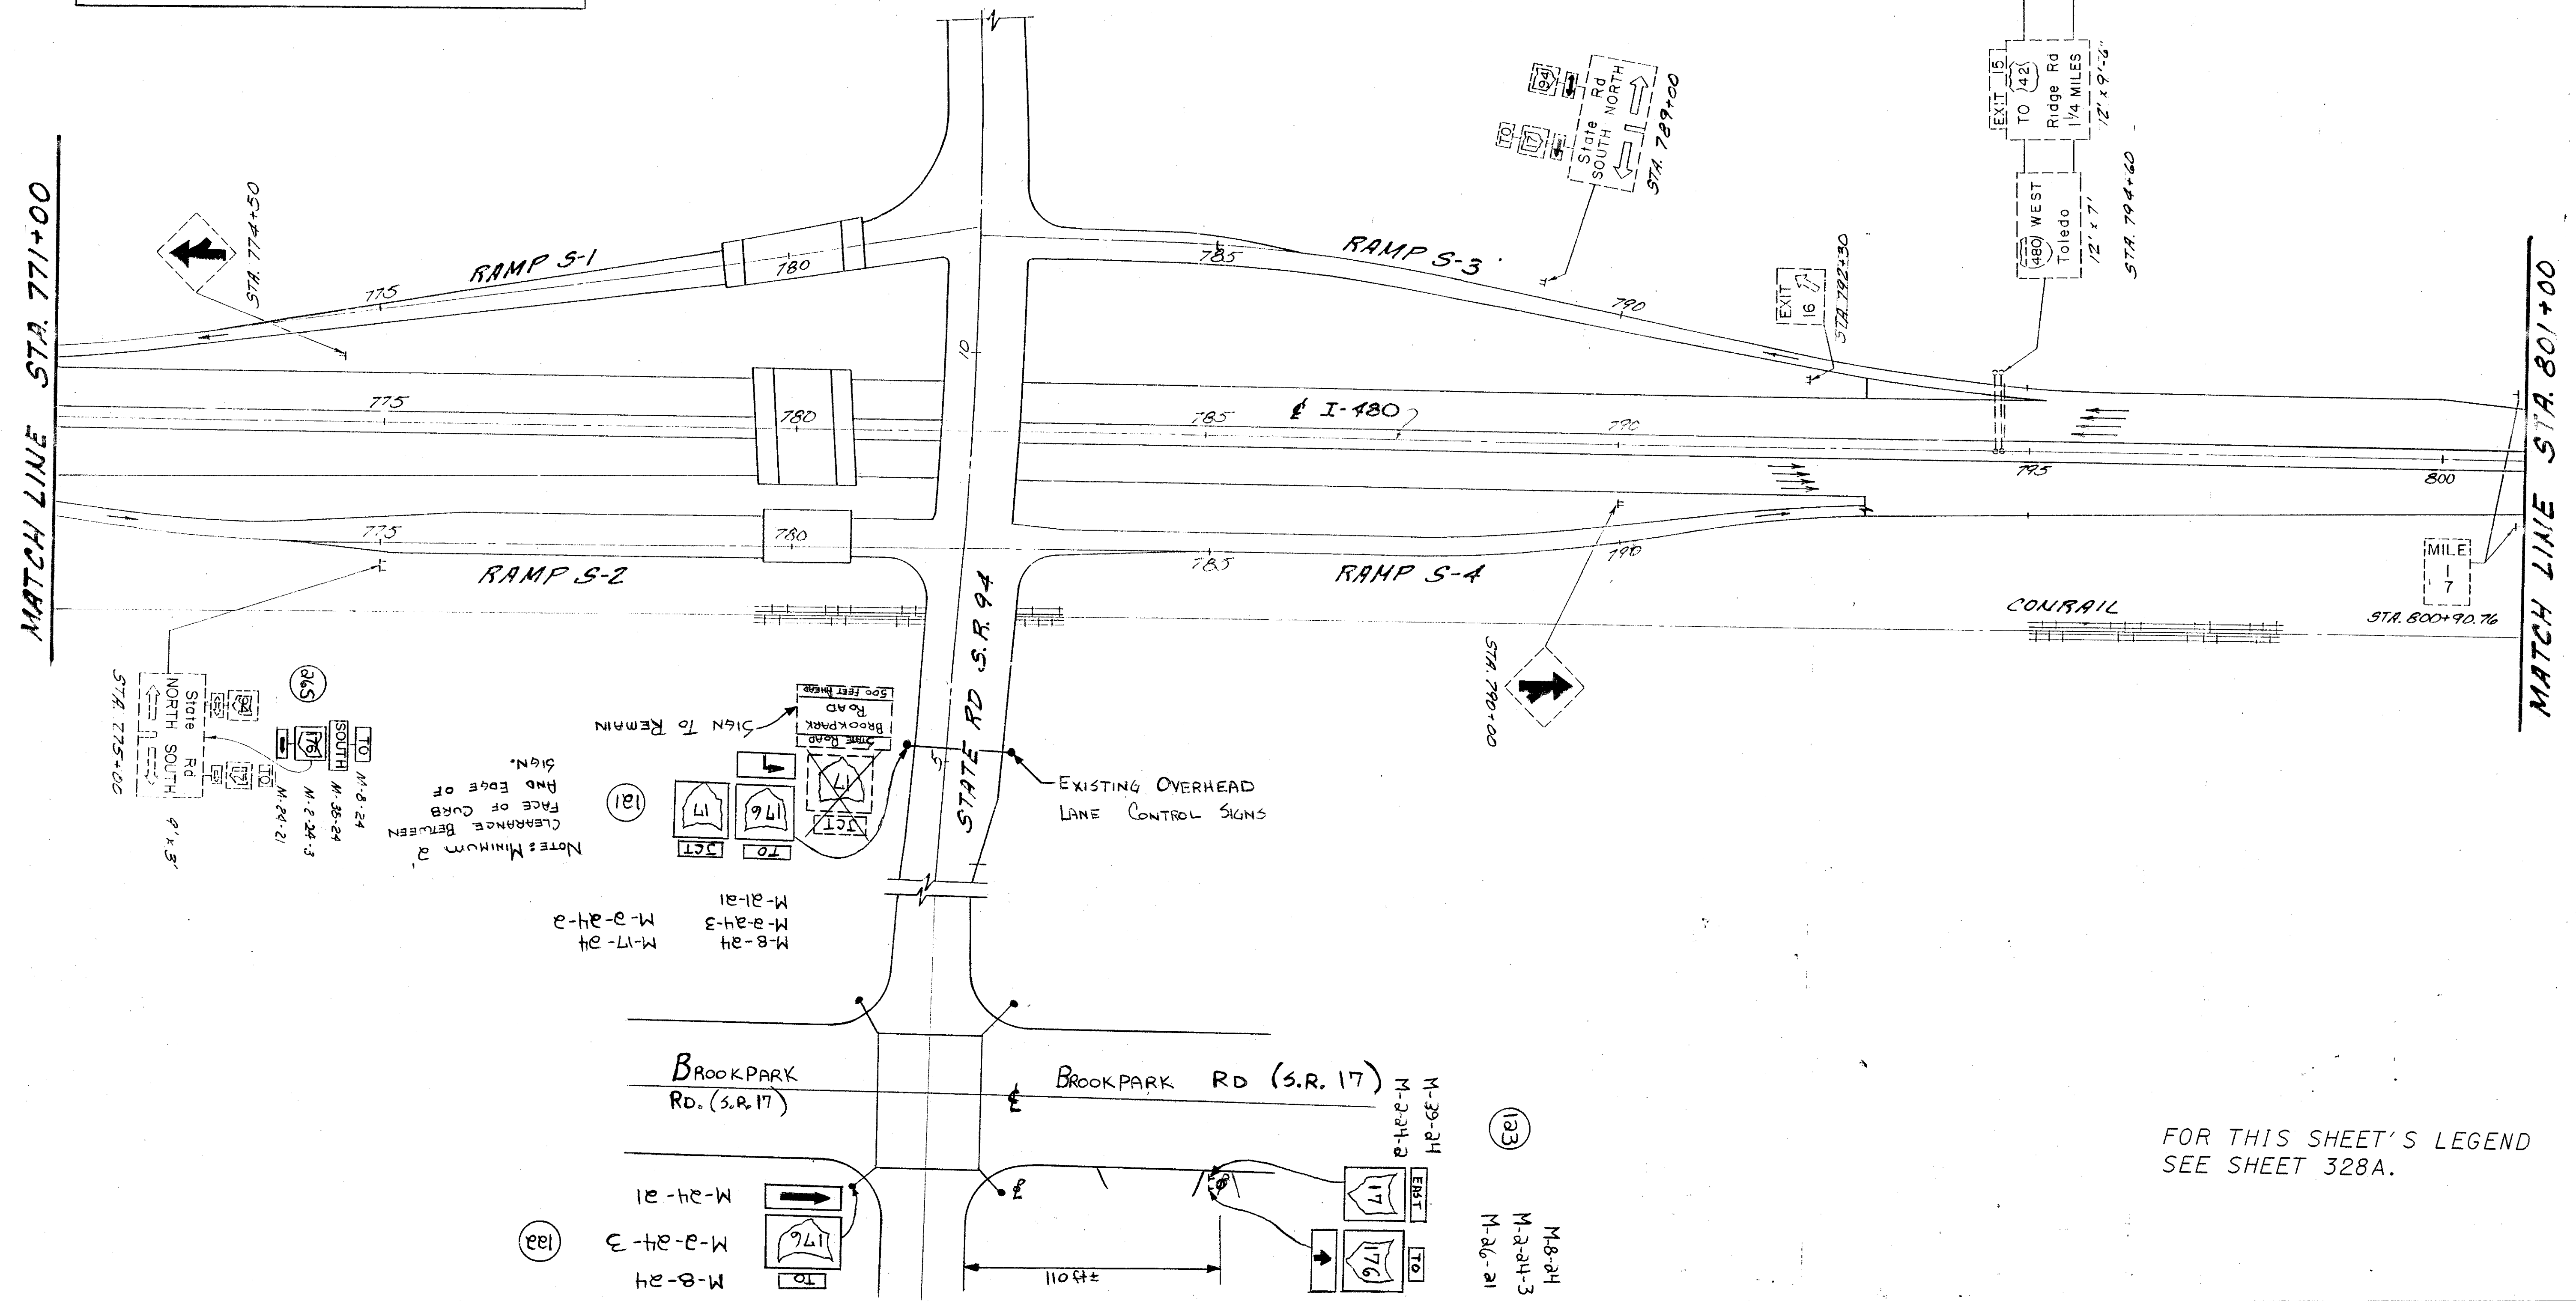 MATCH LINE STA. 771+00
STA. 774+50
RAMP S-1
775
780
94
TO
17
State Rd
SOUTH NORTH
STA. 789+00
785
RAMP S-3
790
EXIT
16
STA. 792+30
EXIT 15
TO 42
Ridge Rd
1 1/4 MILES
12' x 9'-6"
480 WEST
Toledo
12' x 7'
STA. 794+60
MATCH LINE STA. 801+00
10
775
780
785
℄ I-480
790
795
800
775
780
RAMP S-2
785
RAMP S-4
790
STATE RD S.R. 94
5
CONRAIL
MILE
1
7
STA. 800+90.76
STA. 790+00
STA. 775+00
State Rd
NORTH SOUTH
94
TO
17
9' x 3'
265
TO
SOUTH
176
M-8-24
M-35-24
M-2-24-3
M-24-21
STATE ROAD
BROOKPARK
ROAD
500 FEET AHEAD
SIGN TO REMAIN
JCT
17
TO
176
JCT
17
121
NOTE: MINIMUM 2'
CLEARANCE BETWEEN
FACE OF CURB
AND EDGE OF
SIGN.
M-8-24
M-2-24-3
M-21-21
M-17-24
M-2-24-2
EXISTING OVERHEAD
LANE CONTROL SIGNS
BROOKPARK
RD. (S.R. 17)
BROOKPARK RD (S.R. 17)
TO
176
M-8-24
M-2-24-3
M-24-21
122
110 ft±
EAST
17
M-39-24
M-2-24-2
123
TO
176
M-8-24
M-2-24-3
M-26-21
FOR THIS SHEET'S LEGEND
SEE SHEET 328A.